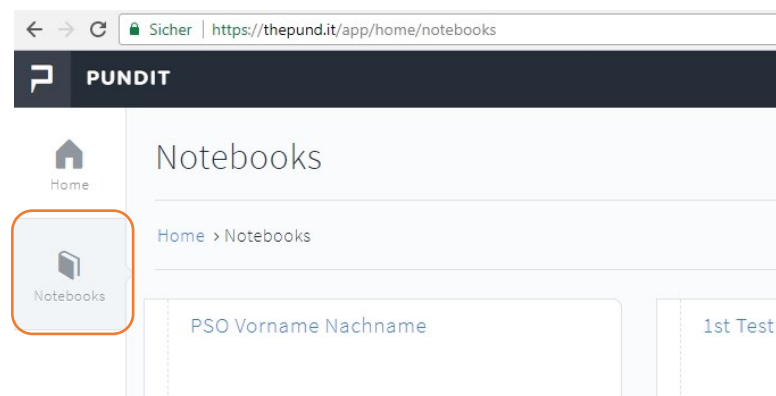 Sicher | https://thepund.it/app/home/notebooks
PUNDIT
Home
Notebooks
Notebooks
Home > Notebooks
PSO Vorname Nachname
1st Test